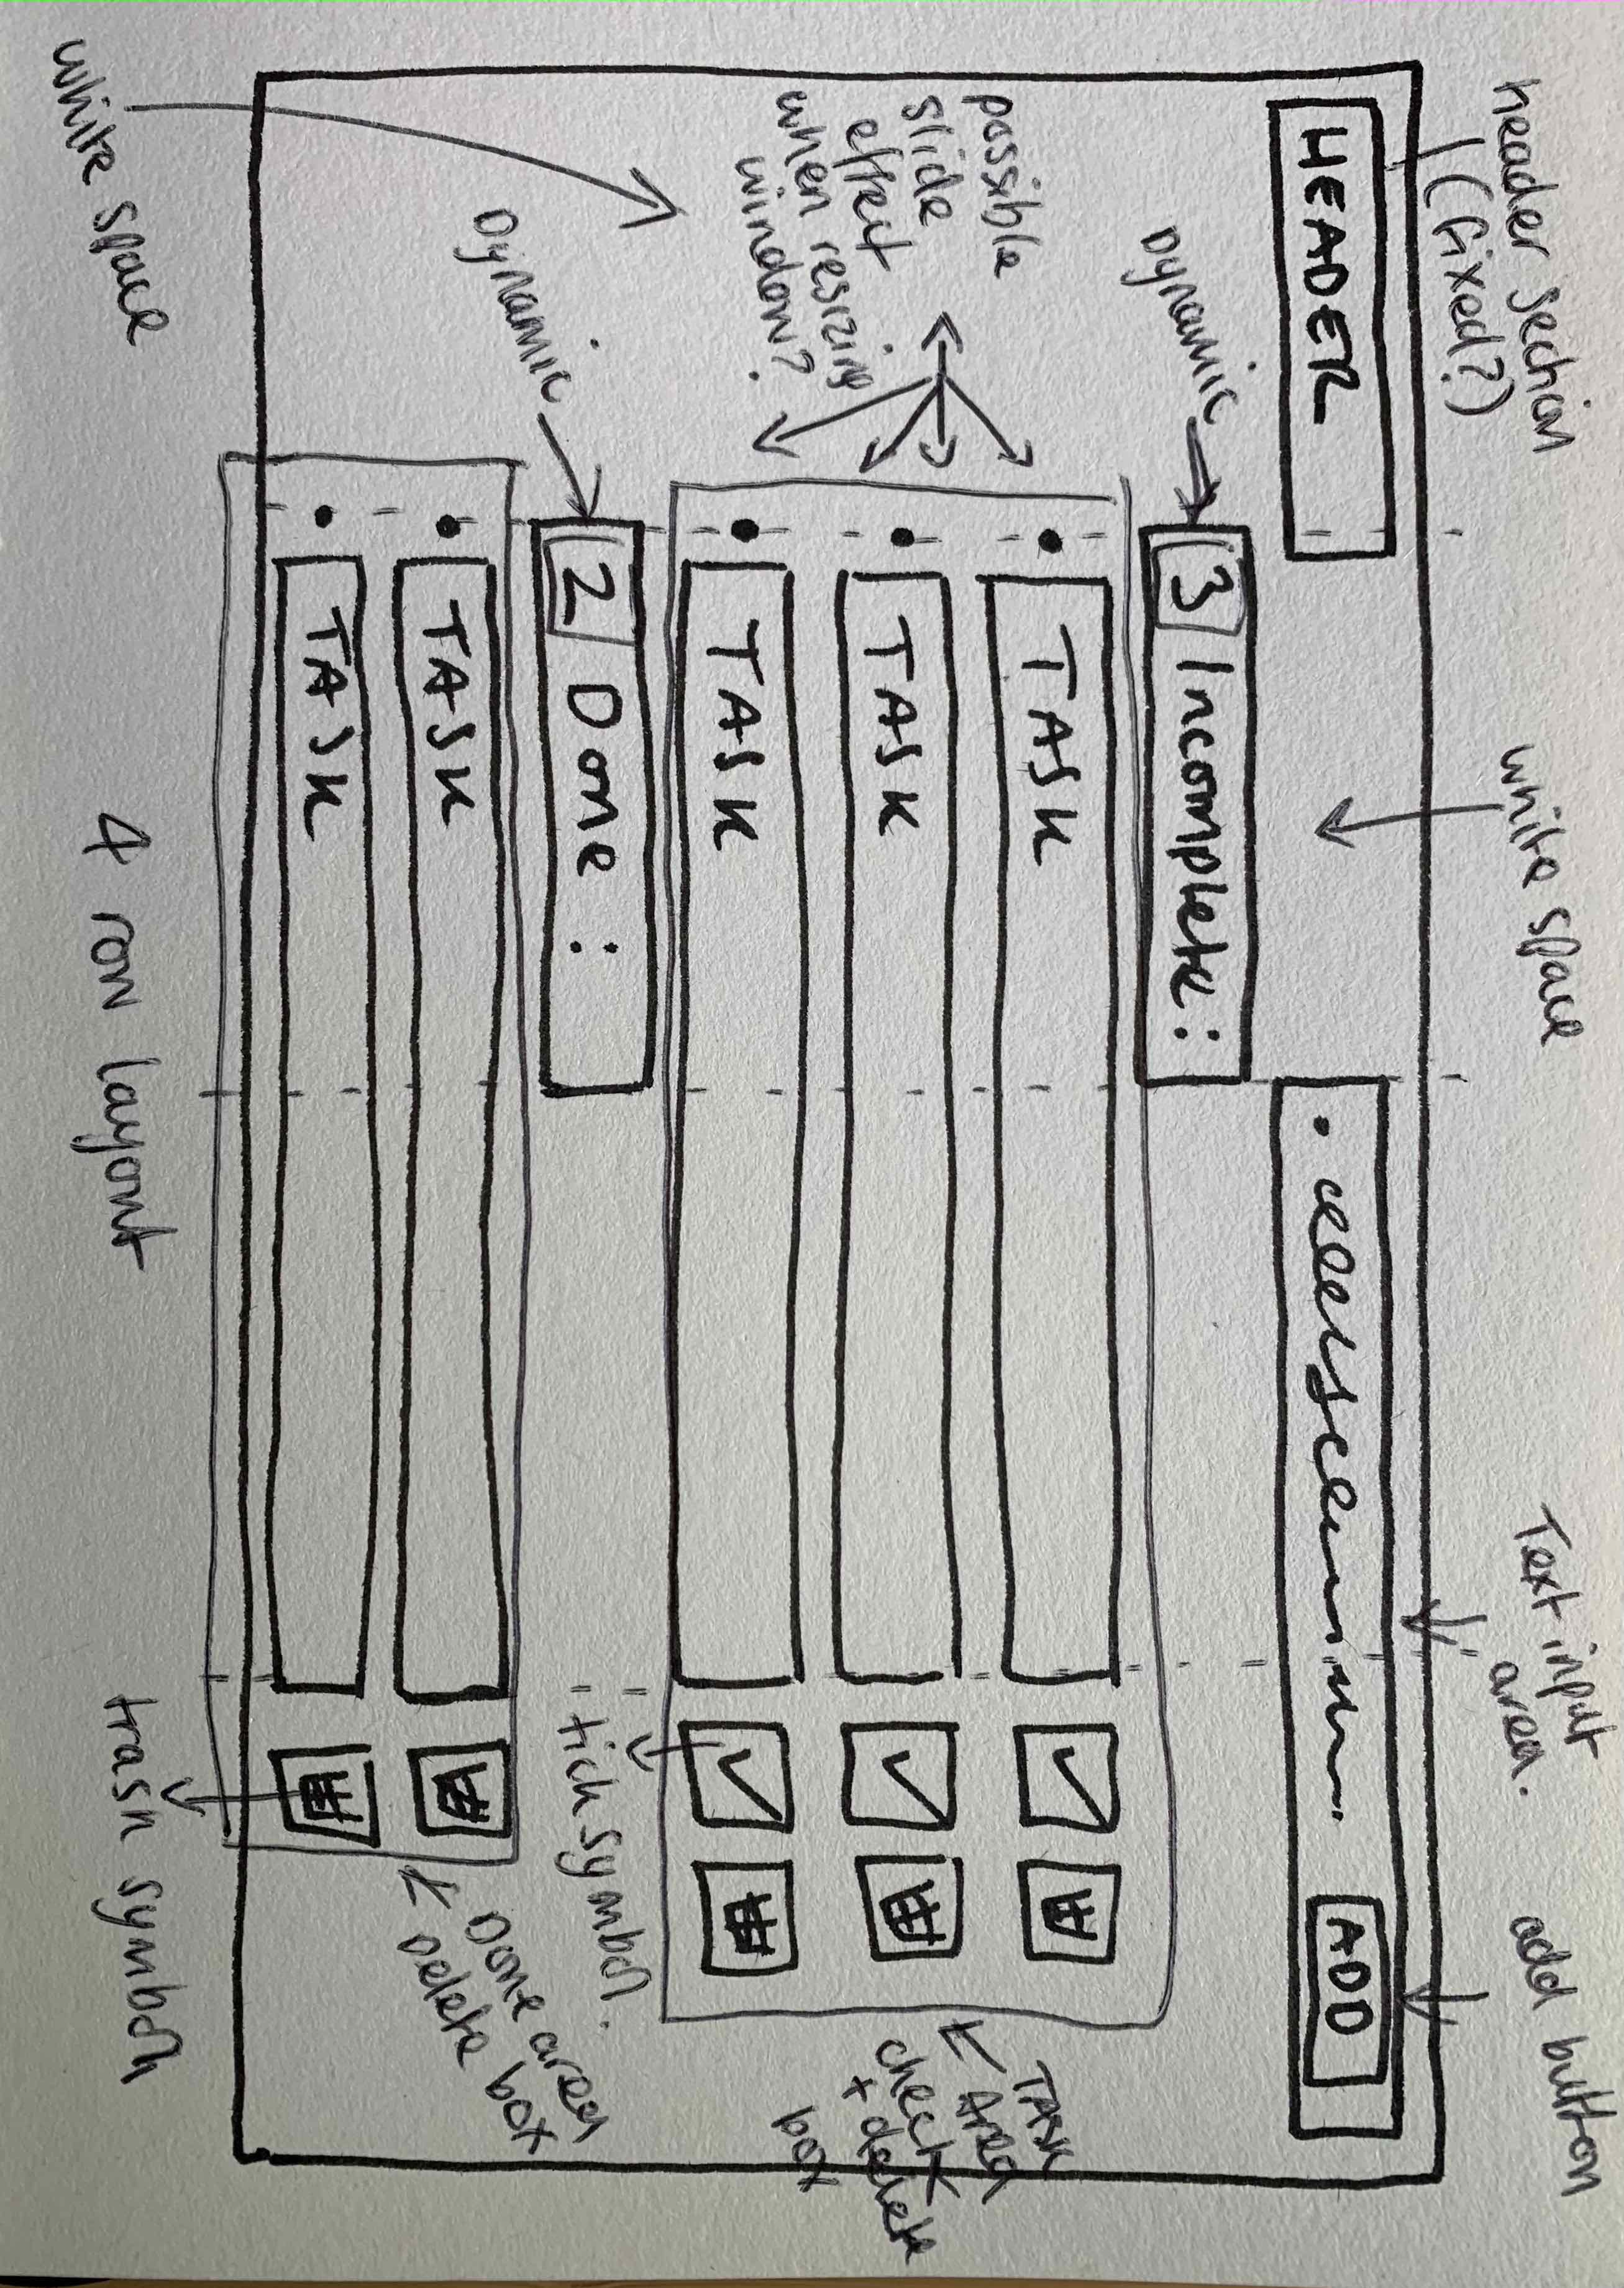 header section
(fixed?)
white space
Text input
area.
add button
HEADER
ADD
Dynamic
3 Incomplete:
possible
slide
effect
when resizing
window?
TASK
TASK
TASK
TASK
Area
check
+ delete
box
tick symbol.
white space
Dynamic
2 Done:
TASK
TASK
Done area
Delete box
4 row layout
trash symbol